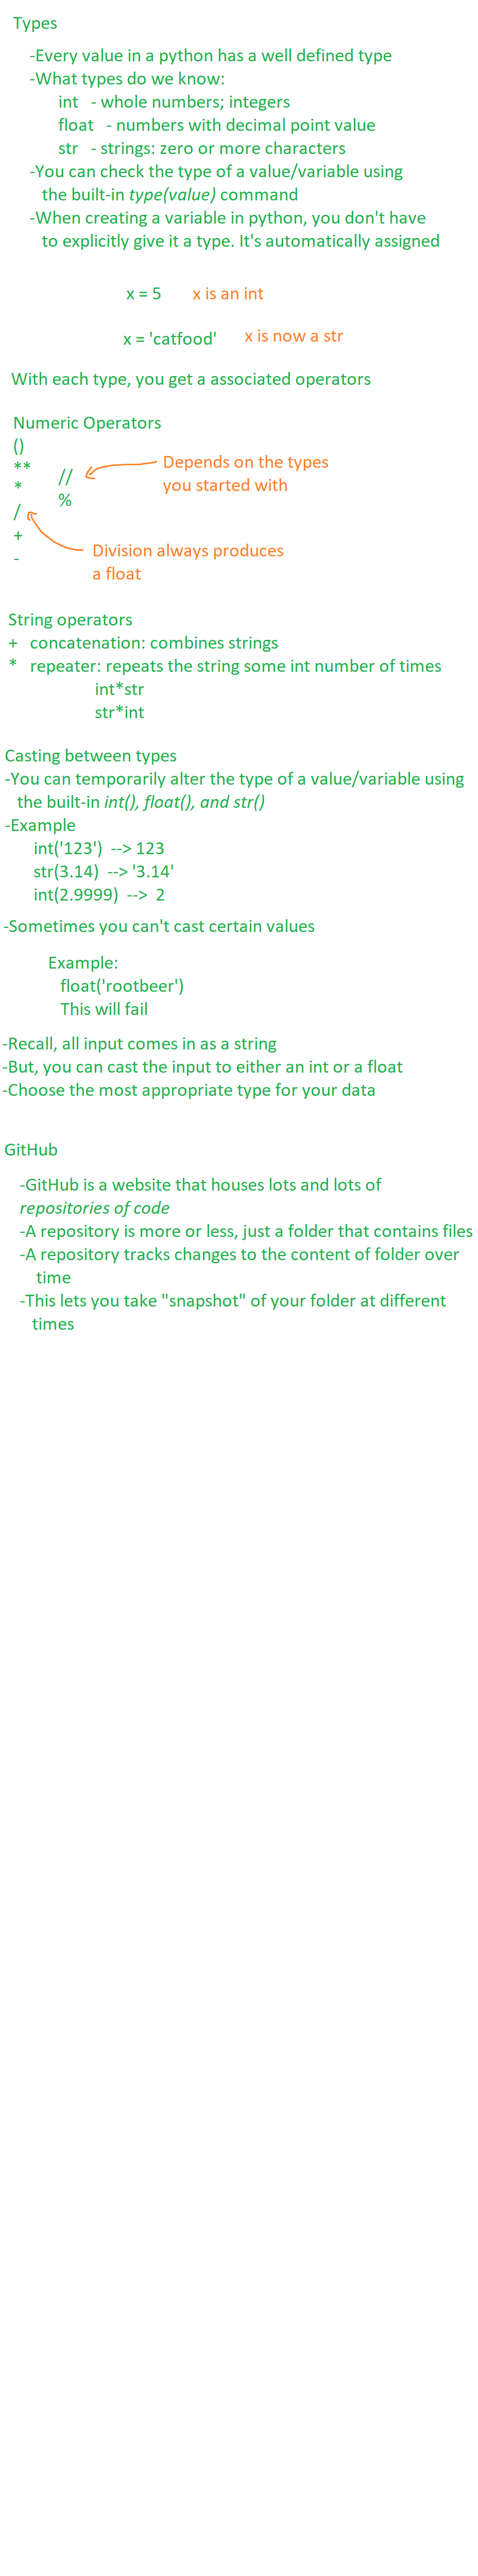 Types
-Every value in a python has a well defined type
-What types do we know:
int - whole numbers; integers
float - numbers with decimal point value
str - strings: zero or more characters
-You can check the type of a value/variable using
the built-in type(value) command
-When creating a variable in python, you don't have
to explicitly give it a type. It's automatically assigned
x = 5 x is an int
x = 'catfood' x is now a str
With each type, you get a associated operators
Numeric Operators
()
**
*
/
+
-
//
%
Depends on the types
you started with
Division always produces
a float
String operators
+ concatenation: combines strings
* repeater: repeats the string some int number of times
int*str
str*int
Casting between types
-You can temporarily alter the type of a value/variable using
the built-in int(), float(), and str()
-Example
int('123') --> 123
str(3.14) --> '3.14'
int(2.9999) --> 2
-Sometimes you can't cast certain values
Example:
float('rootbeer')
This will fail
-Recall, all input comes in as a string
-But, you can cast the input to either an int or a float
-Choose the most appropriate type for your data
GitHub
-GitHub is a website that houses lots and lots of
repositories of code
-A repository is more or less, just a folder that contains files
-A repository tracks changes to the content of folder over
time
-This lets you take "snapshot" of your folder at different
times